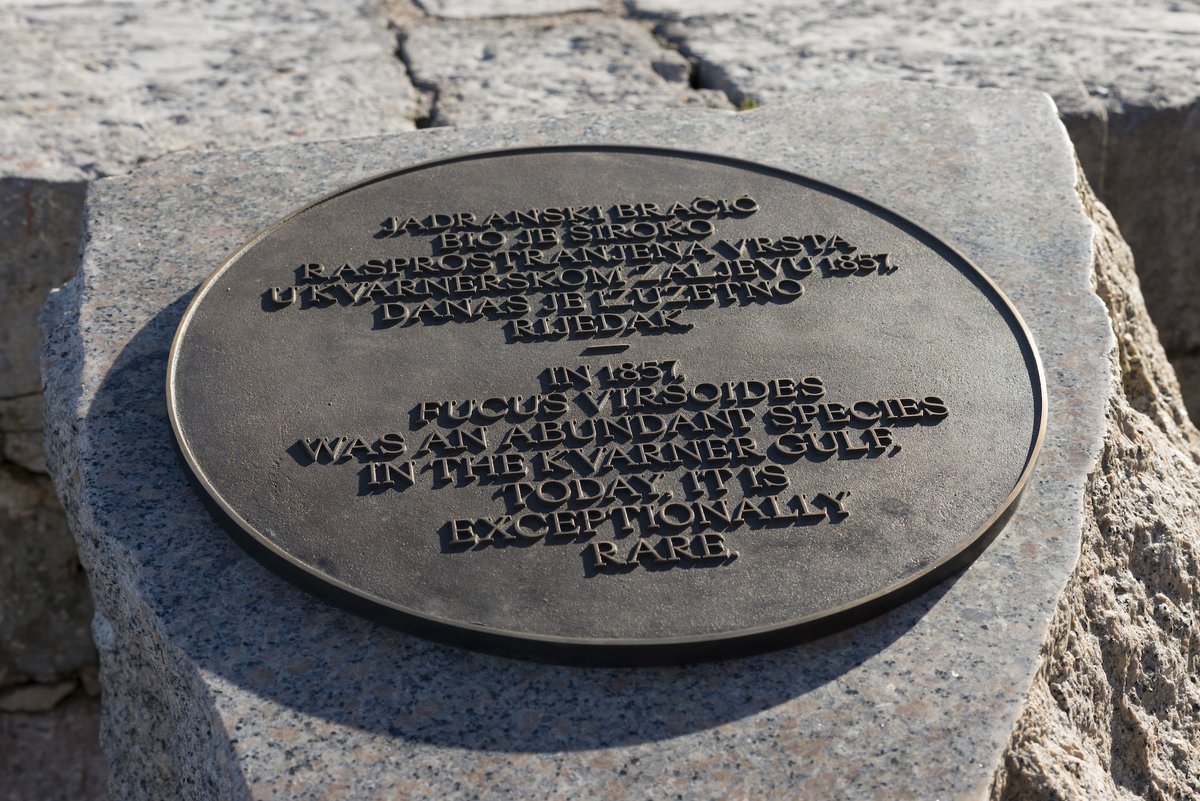 JADRANSKI BRAČIĆ
BIO JE ŠIROKO
RASPROSTRANJENA VRSTA
U KVARNERSKOM ZALJEVU 1857.
DANAS JE IZUZETNO
RIJEDAK.
—
IN 1857,
FUCUS VIRSOIDES
WAS AN ABUNDANT SPECIES
IN THE KVARNER GULF,
TODAY, IT IS
EXCEPTIONALLY
RARE.